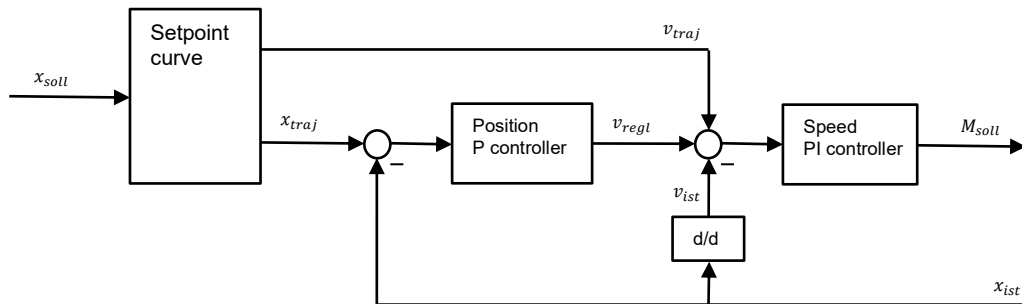 Setpoint
curve
v_traj
x_soll
x_traj
Position
P controller
v_regl
Speed
PI controller
M_soll
−
−
v_ist
d/d
x_ist